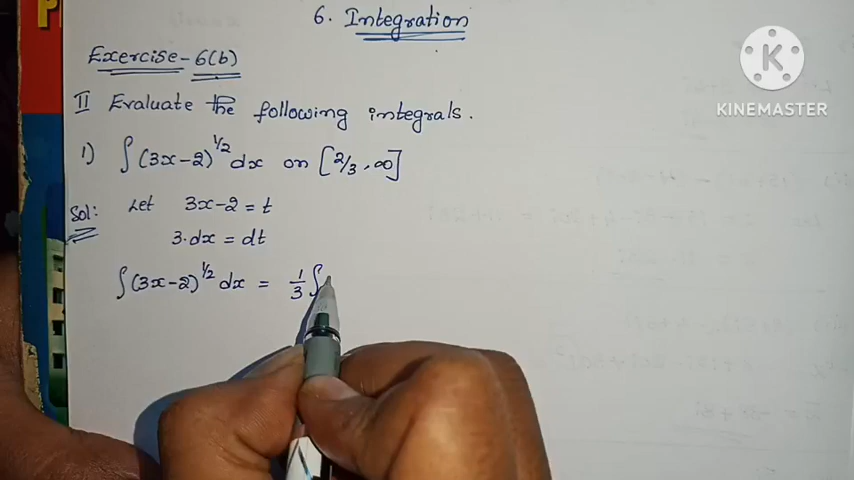 6. Integration
Exercise-6(b)
II Evaluate the following integrals.
1) ∫(3x-2)^1/2 dx on [2/3, ∞]
Sol: Let 3x-2 = t
3.dx = dt
∫(3x-2)^1/2 dx = 1/3 ∫
K
KINEMASTER
P